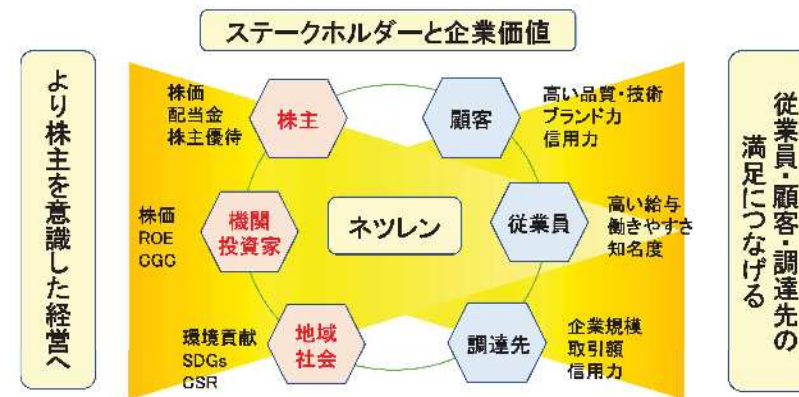 ステークホルダーと企業価値
より株主を意識した経営へ
株価
配当金
株主優待
株主
顧客
高い品質・技術
ブランド力
信用力
株価
ROE
CGC
機関
投資家
ネツレン
従業員
高い給与
働きやすさ
知名度
環境貢献
SDGs
CSR
地域
社会
調達先
企業規模
取引額
信用力
従業員・顧客・調達先の
満足につなげる